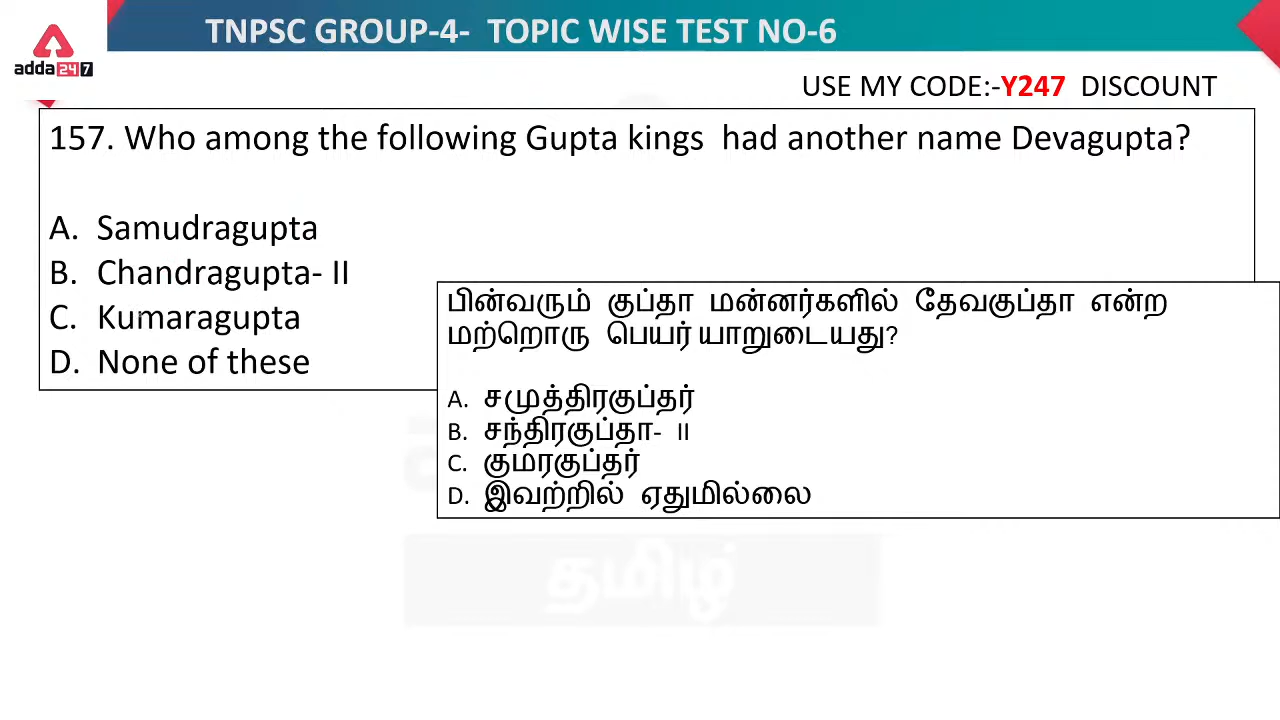 TNPSC GROUP-4- TOPIC WISE TEST NO-6
adda247
USE MY CODE:-Y247 DISCOUNT
157. Who among the following Gupta kings had another name Devagupta?
A. Samudragupta
B. Chandragupta- II
C. Kumaragupta
D. None of these
பின்வரும் குப்தா மன்னர்களில் தேவகுப்தா என்ற
மற்றொரு பெயர் யாறுடையது?
A. சமுத்திரகுப்தர்
B. சந்திரகுப்தா- II
C. குமரகுப்தர்
D. இவற்றில் ஏதுமில்லை
தமிழ்